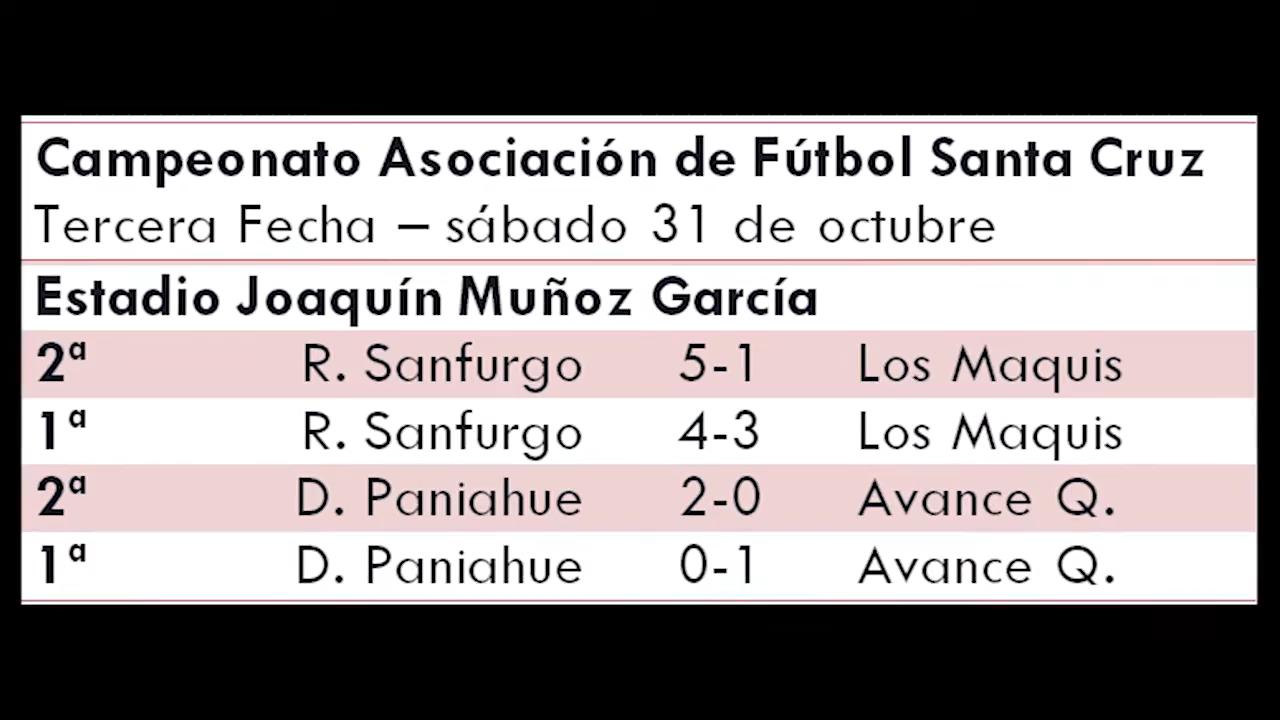 Campeonato Asociación de Fútbol Santa Cruz
Tercera Fecha – sábado 31 de octubre
Estadio Joaquín Muñoz García
2ª R. Sanfurgo 5-1 Los Maquis
1ª R. Sanfurgo 4-3 Los Maquis
2ª D. Paniahue 2-0 Avance Q.
1ª D. Paniahue 0-1 Avance Q.